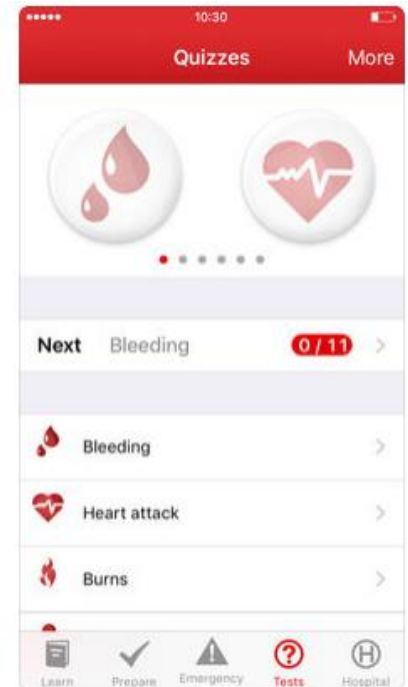 10:30
Quizzes More
Next Bleeding 0/11
Bleeding
Heart attack
Burns
Learn Prepare Emergency Tests Hospital